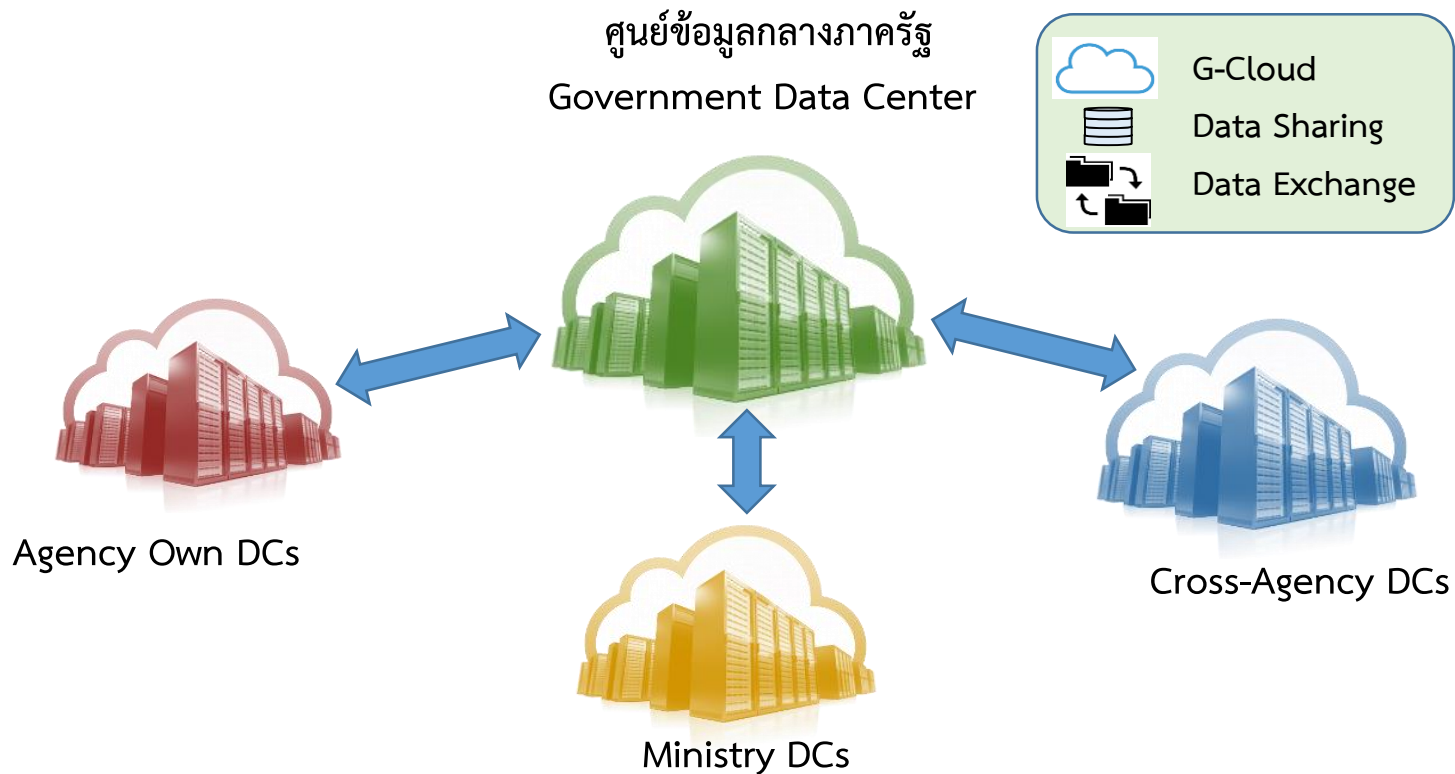 ศูนย์ข้อมูลกลางภาครัฐ
Government Data Center
G-Cloud
Data Sharing
Data Exchange
Agency Own DCs
Cross-Agency DCs
Ministry DCs